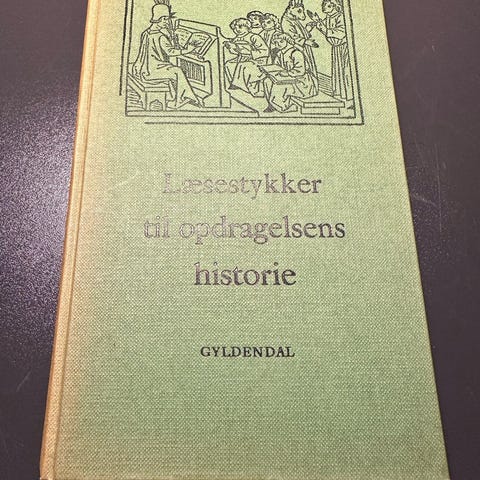 Læsestykker
til opdragelsens
historie
GYLDENDAL